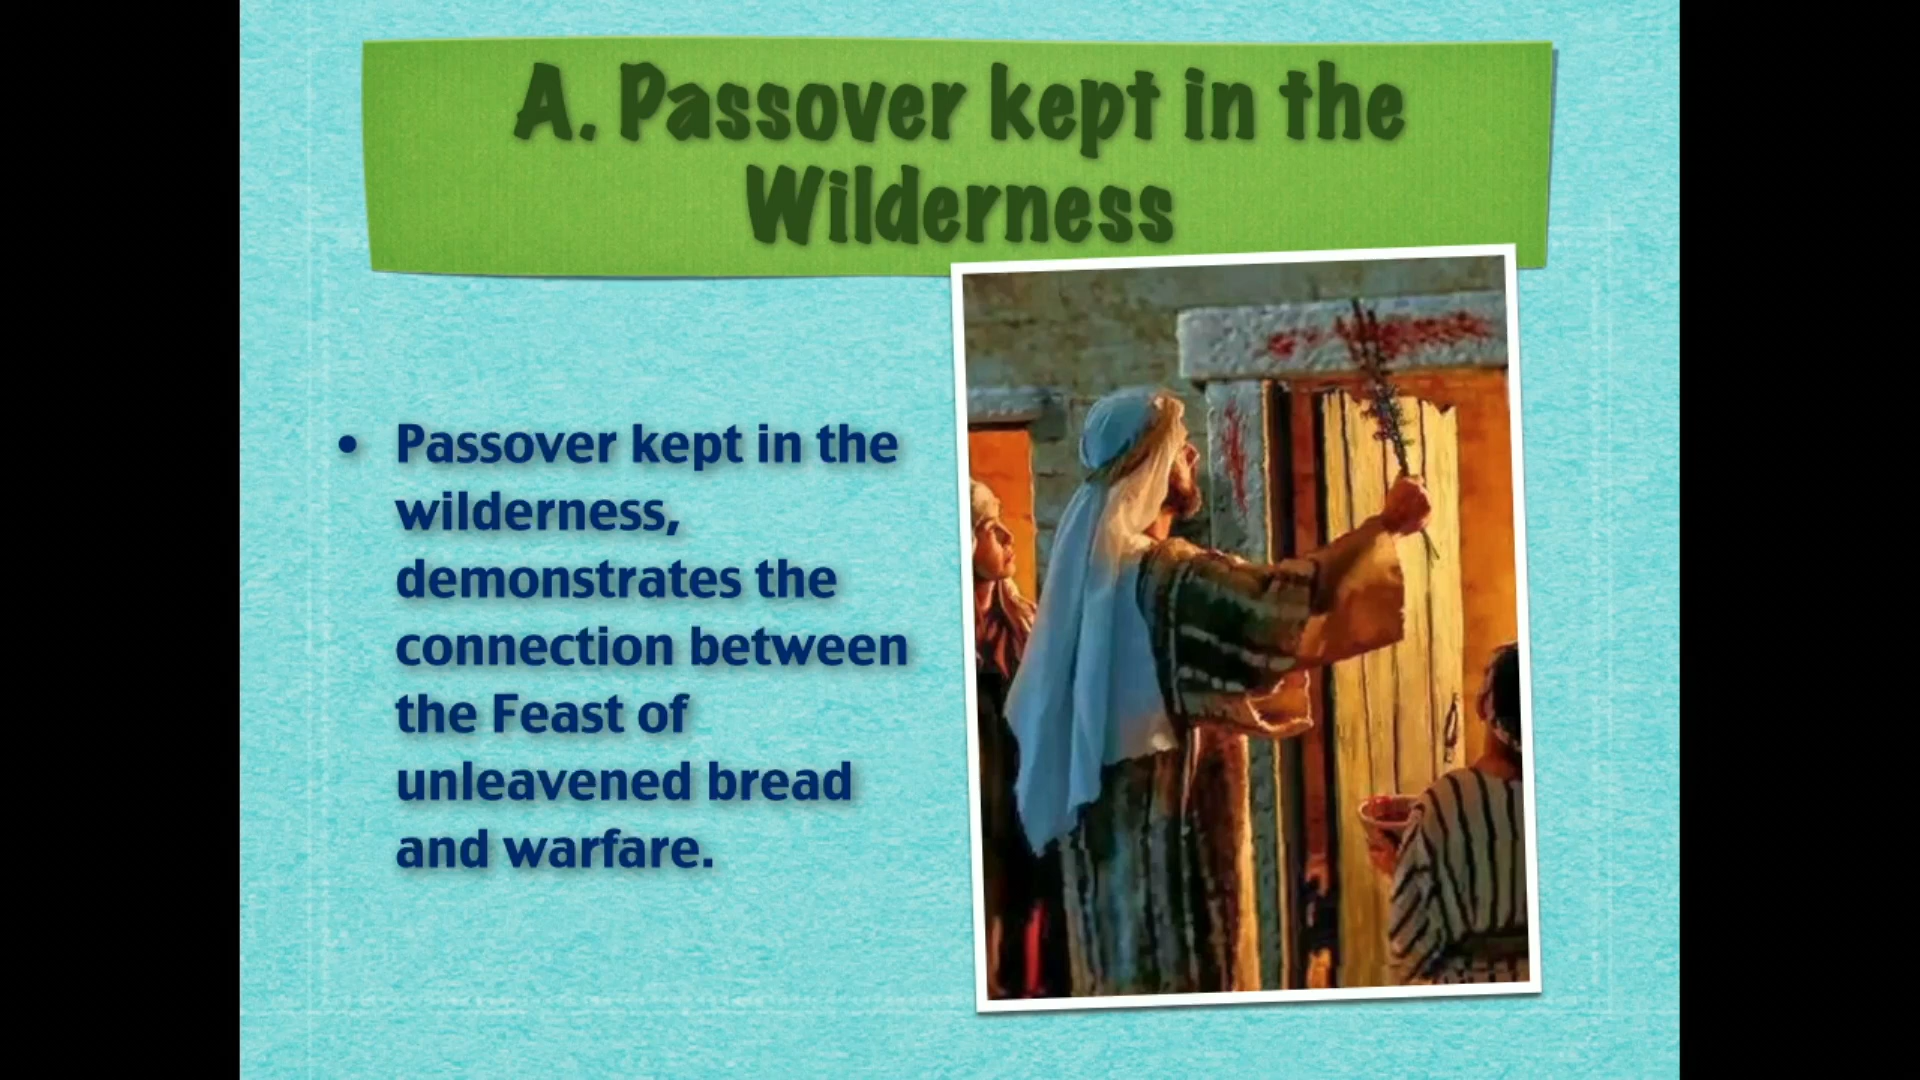 A. Passover kept in the
Wilderness
• Passover kept in the
wilderness,
demonstrates the
connection between
the Feast of
unleavened bread
and warfare.